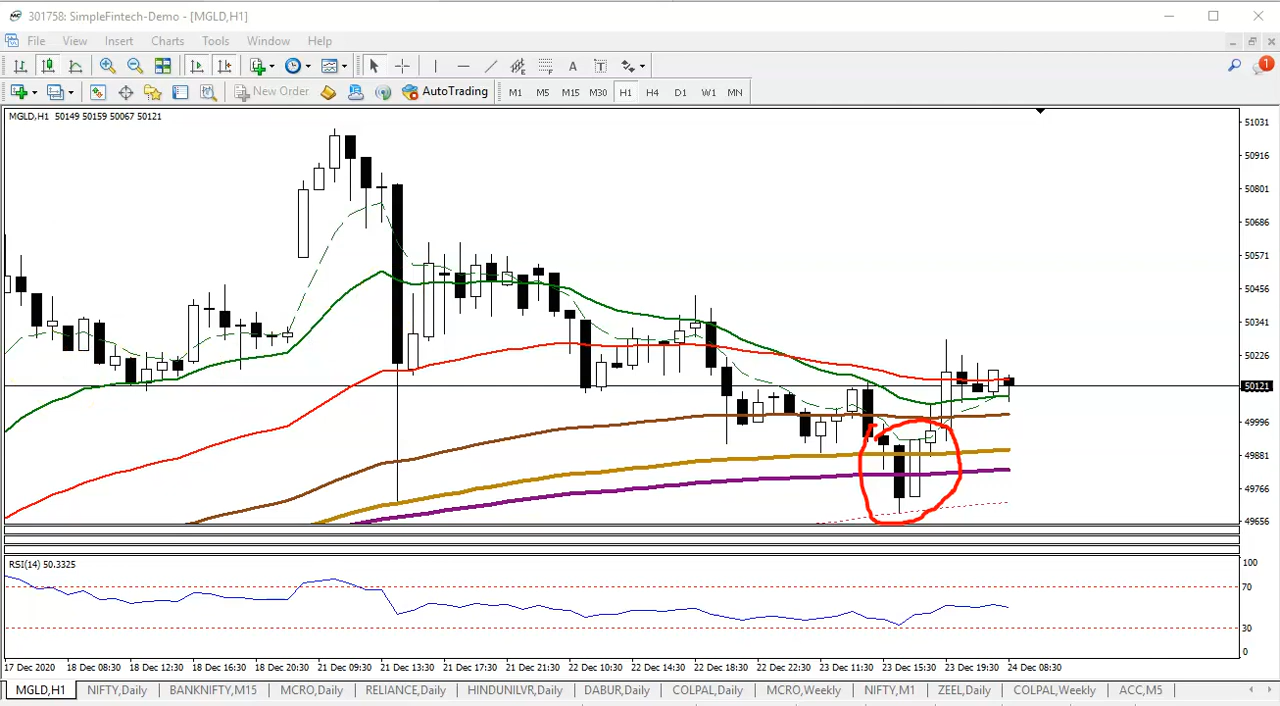 301758: SimpleFintech-Demo - [MGLD,H1]
File View Insert Charts Tools Window Help
New Order AutoTrading M1 M5 M15 M30 H1 H4 D1 W1 MN 1
MGLD,H1 50149 50159 50067 50121
51031
50916
50801
50686
50571
50456
50341
50226
50121
49996
49881
49766
49656
RSI(14) 50.3325
100
70
30
0
17 Dec 2020 18 Dec 08:30 18 Dec 12:30 18 Dec 16:30 18 Dec 20:30 21 Dec 09:30 21 Dec 13:30 21 Dec 17:30 21 Dec 21:30 22 Dec 10:30 22 Dec 14:30 22 Dec 18:30 22 Dec 22:30 23 Dec 11:30 23 Dec 15:30 23 Dec 19:30 24 Dec 08:30
MGLD,H1 NIFTY,Daily BANKNIFTY,M15 MCRO,Daily RELIANCE,Daily HINDUNILVR,Daily DABUR,Daily COLPAL,Daily MCRO,Weekly NIFTY,M1 ZEEL,Daily COLPAL,Weekly ACC,M5